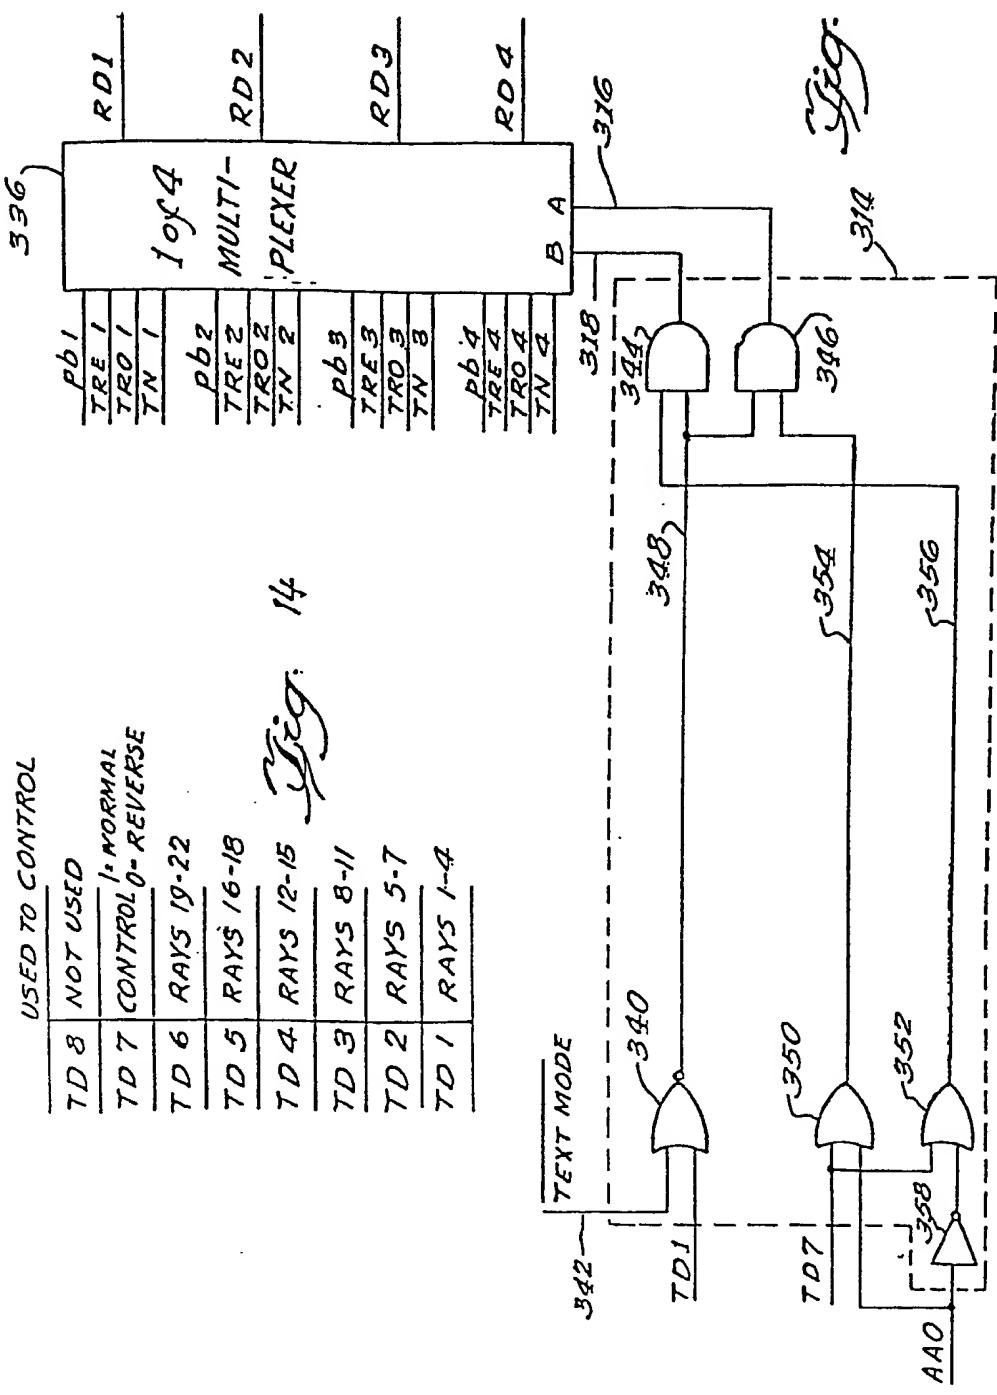 USED TO CONTROL
TD 8 NOT USED
TD 7 CONTROL 1= NORMAL
0= REVERSE
TD 6 RAYS 19-22
TD 5 RAYS 16-18
TD 4 RAYS 12-15
TD 3 RAYS 8-11
TD 2 RAYS 5-7
TD 1 RAYS 1-4
Fig. 14
336
pb1
TRE 1
TRO 1
TN 1
pb2
TRE 2
TRO2
TN 2
pb3
TRE 3
TRO 3
TN 3
pb4
TRE 4
TRO 4
TN 4
1 of 4
MULTI-
PLEXER
RD1
RD2
RD3
RD4
B A
318
316
TEXT MODE
342
340
TD1
348
344
346
314
TD7
350
354
352
356
358
AA0
Fig.